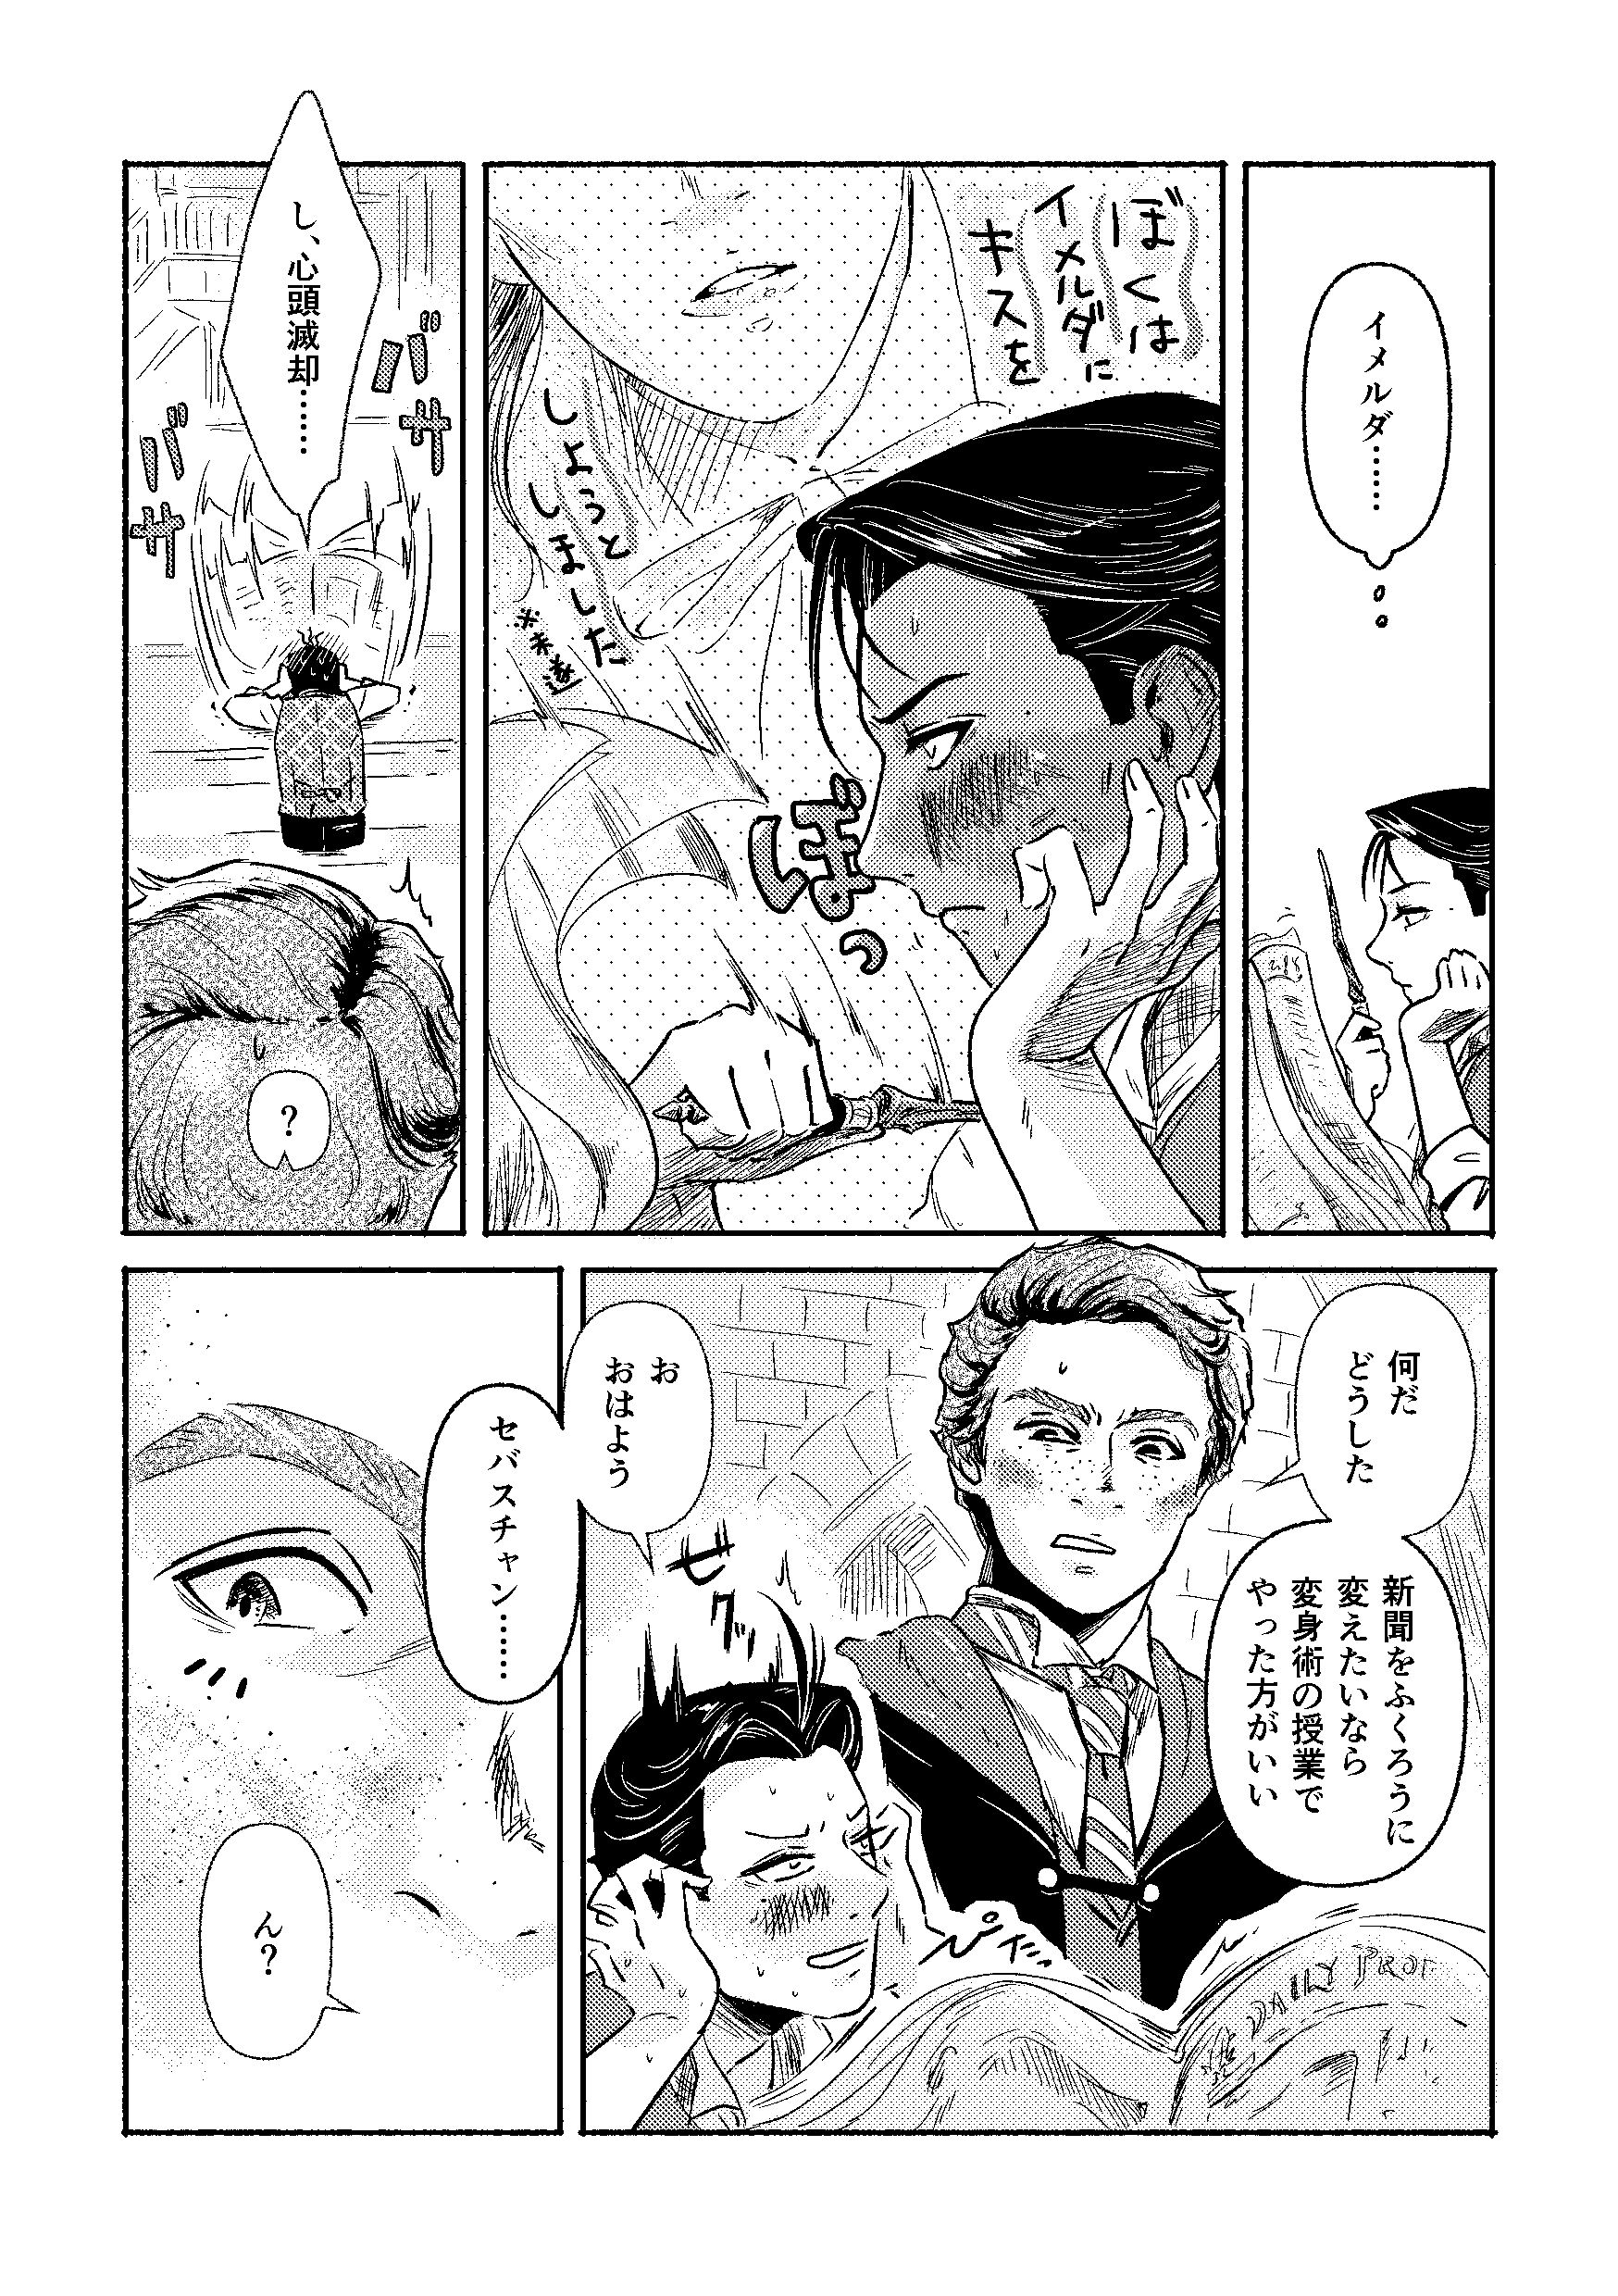 イメルダ……
ぼくは
イメルダに
キスを
しようと
しました
※未遂
ぼっ
し、心頭滅却……
バサ
バサ
?
何だ
どうした
新聞をふくろうに
変えたいなら
変身術の授業で
やった方がいい
お
おはよう
セバスチャン……
ゼ
ぴた
DAILY PROF
ん?